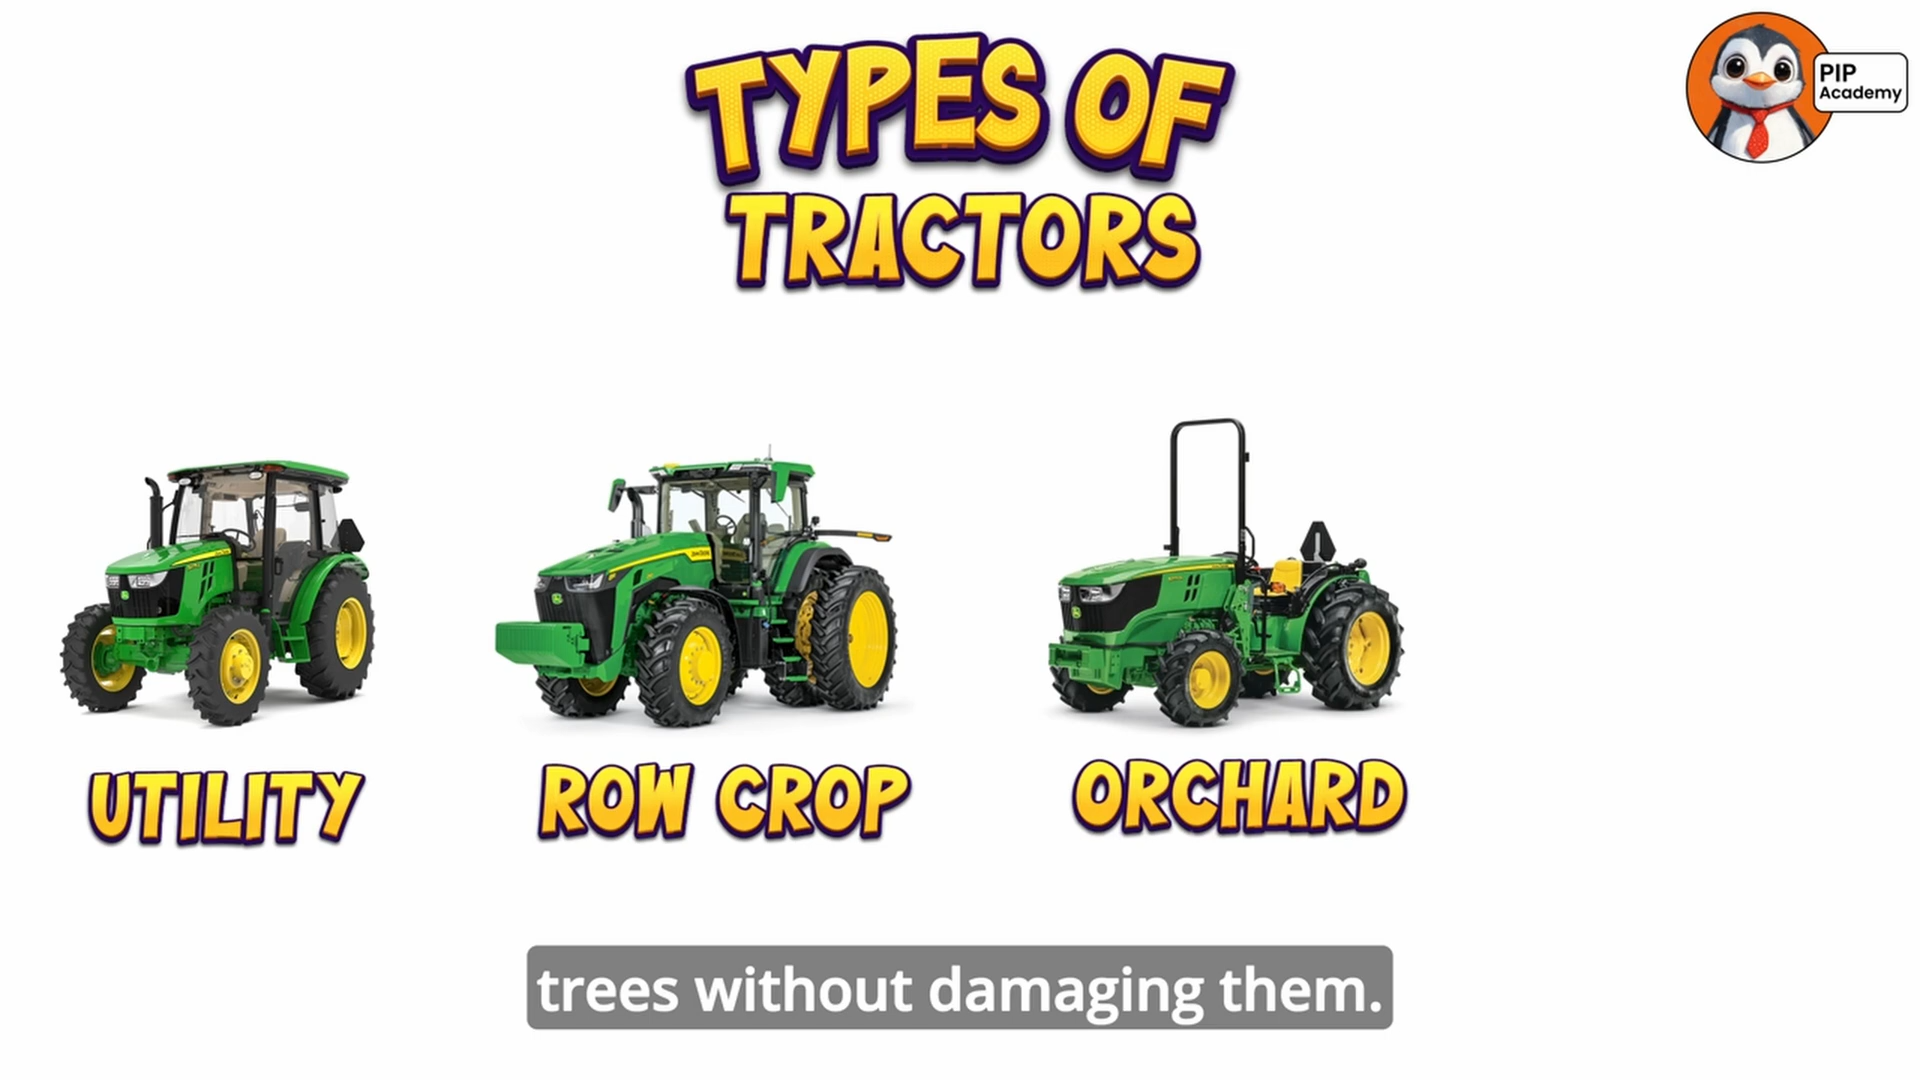 TYPES OF
TRACTORS
PIP
Academy
UTILITY
ROW CROP
ORCHARD
trees without damaging them.